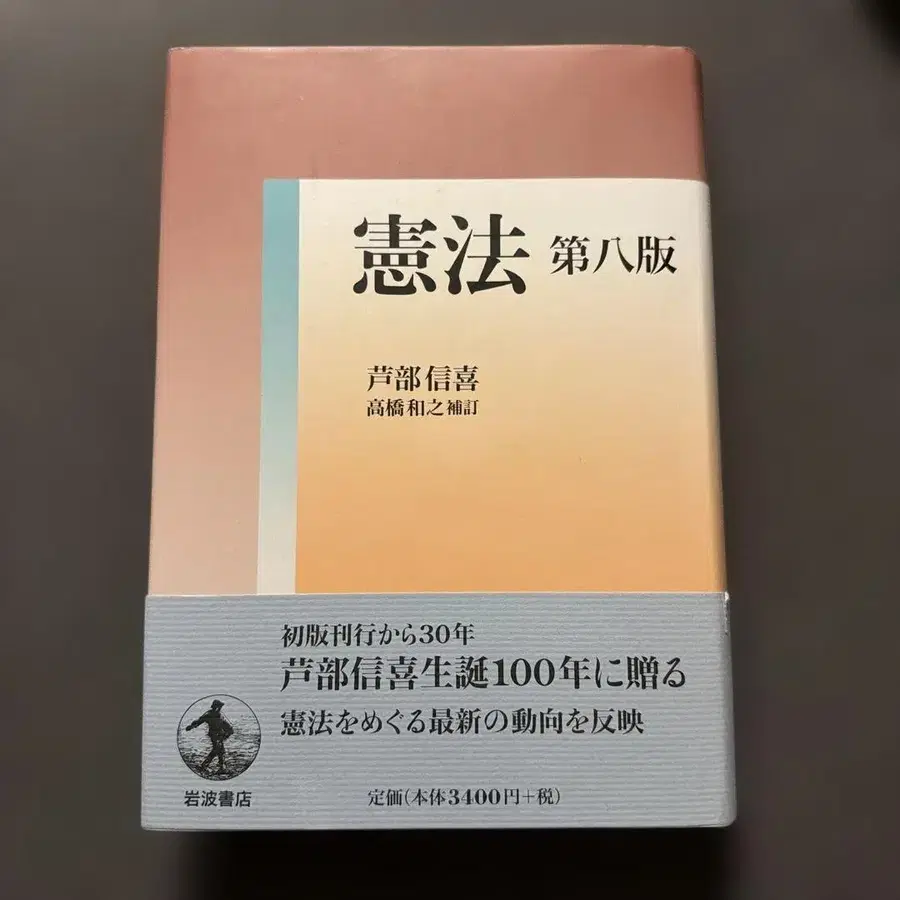 憲法 第八版
芦部信喜
高橋和之 補訂
初版刊行から30年
芦部信喜生誕100年に贈る
憲法をめぐる最新の動向を反映
岩波書店
定価(本体3400円+税)